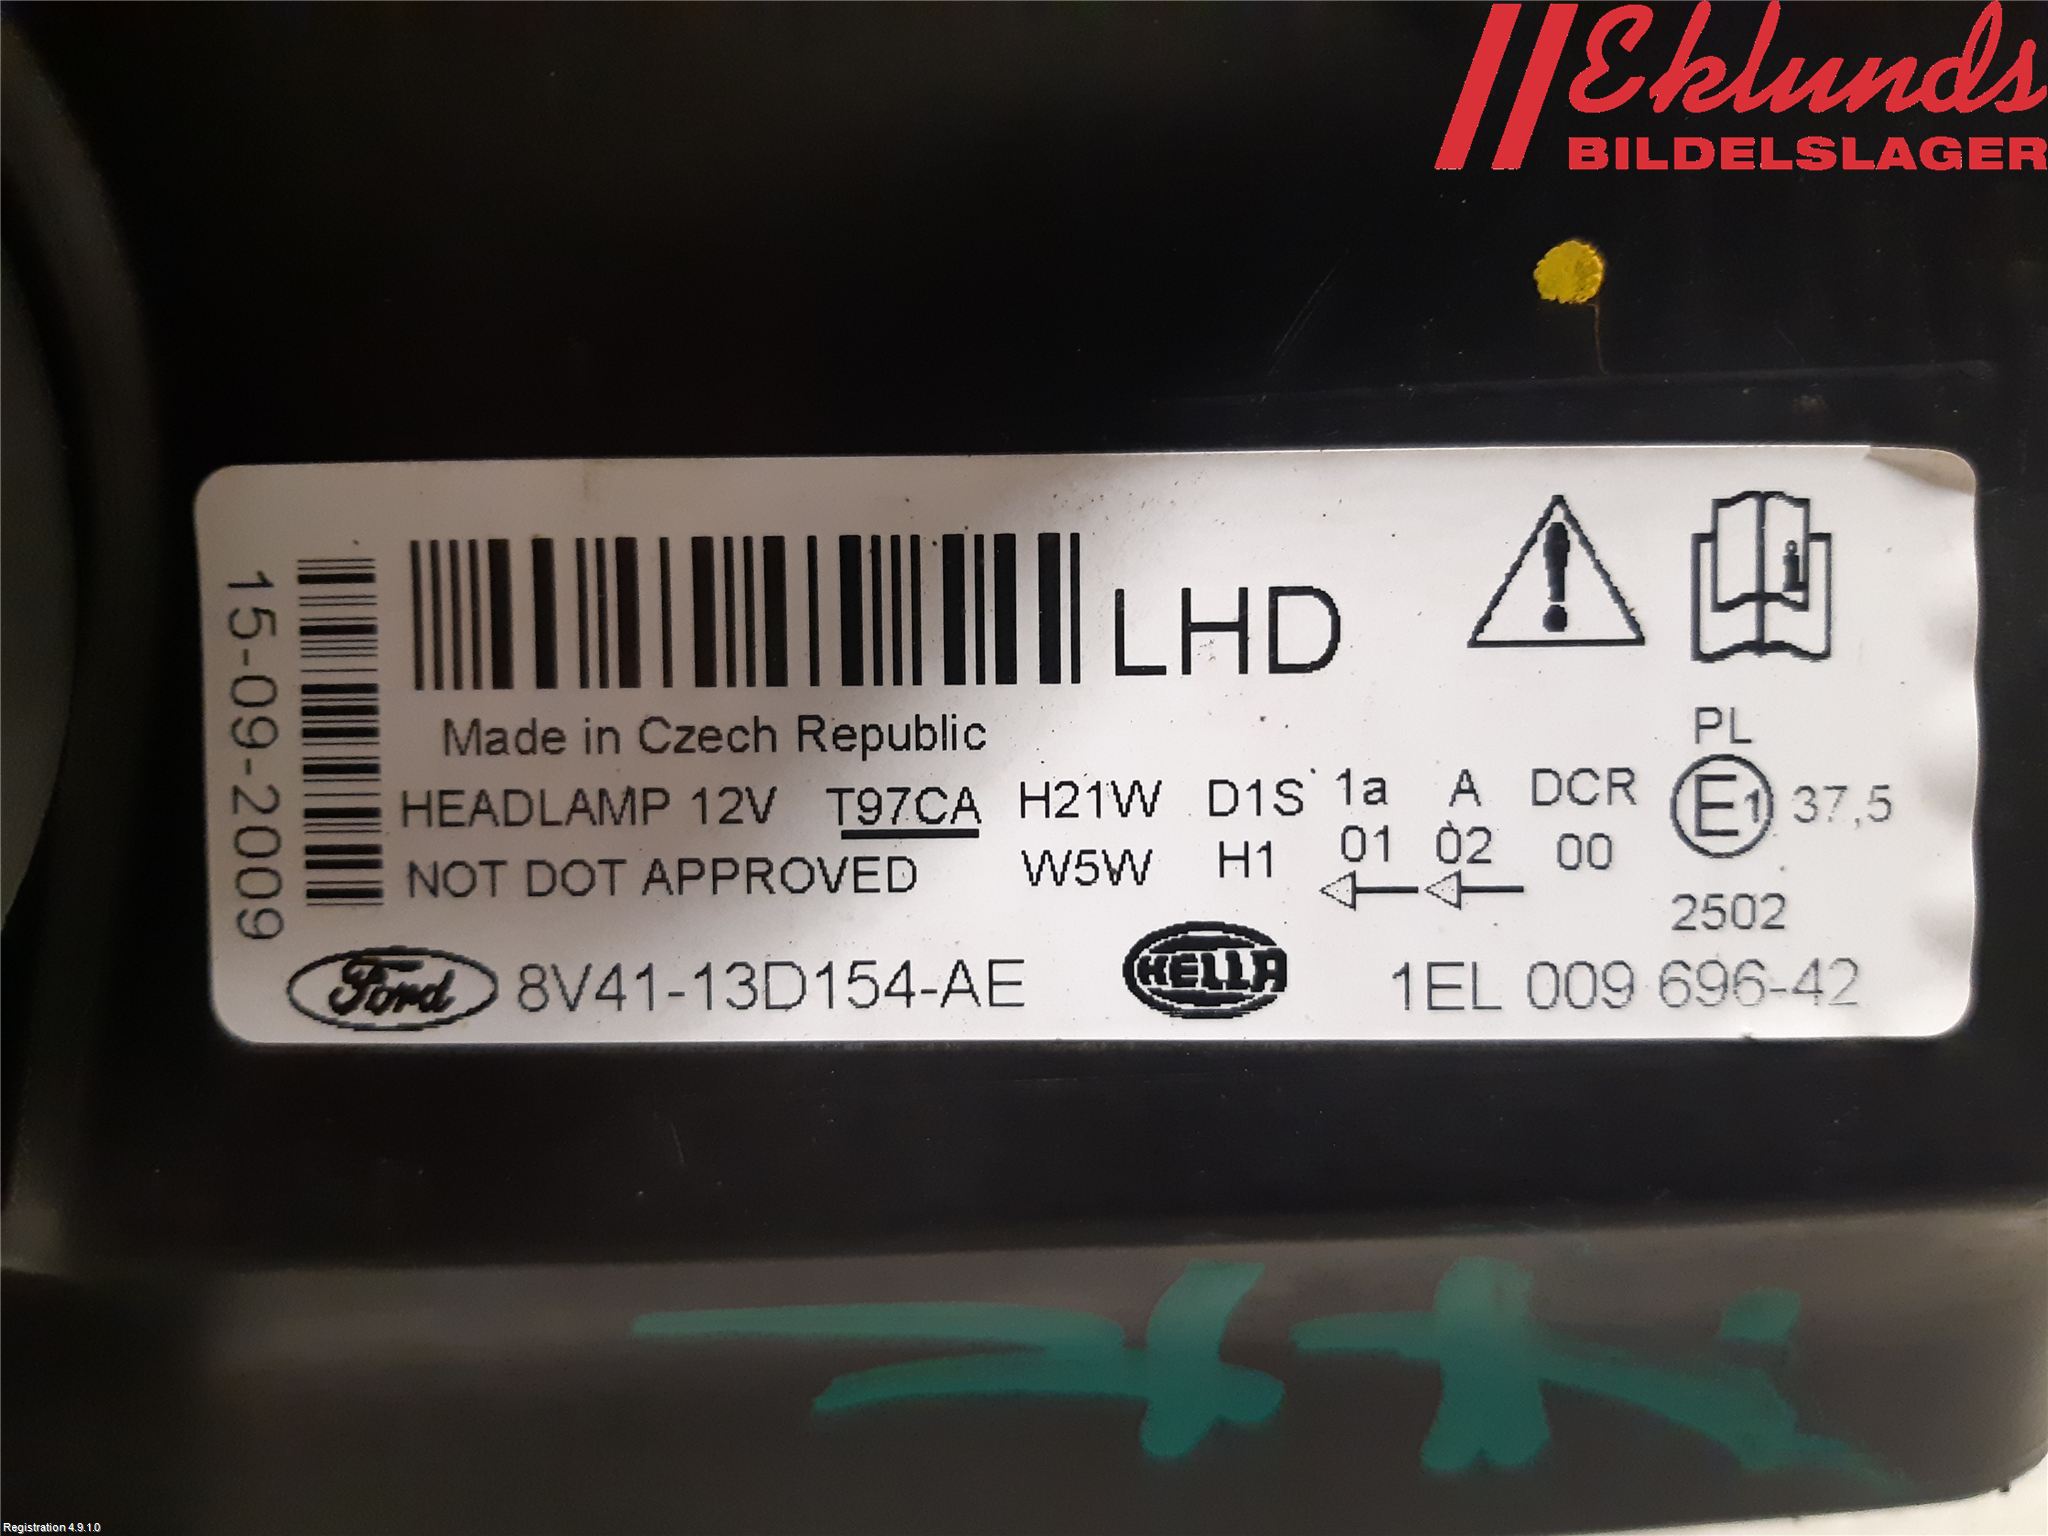 Eklunds
BILDELSLAGER
15-09-2009
LHD
Made in Czech Republic
HEADLAMP 12V T97CA H21W D1S 1a A DCR PL
E1 37,5
NOT DOT APPROVED W5W H1 01 02 00
2502
Ford 8V41-13D154-AE HELLA 1EL 009 696-42
Registration 4.9.1.0